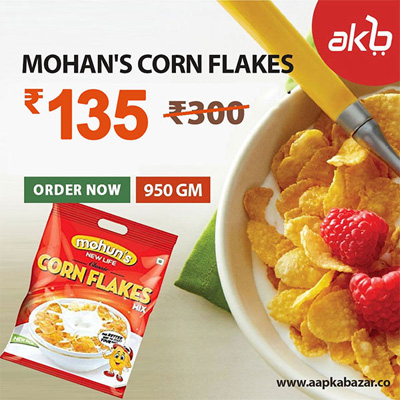 akb
MOHAN'S CORN FLAKES
₹135 ₹300
ORDER NOW 950 GM
mohun's
NEW LIFE
Classic
CORN FLAKES
MIX
www.aapkabazar.co